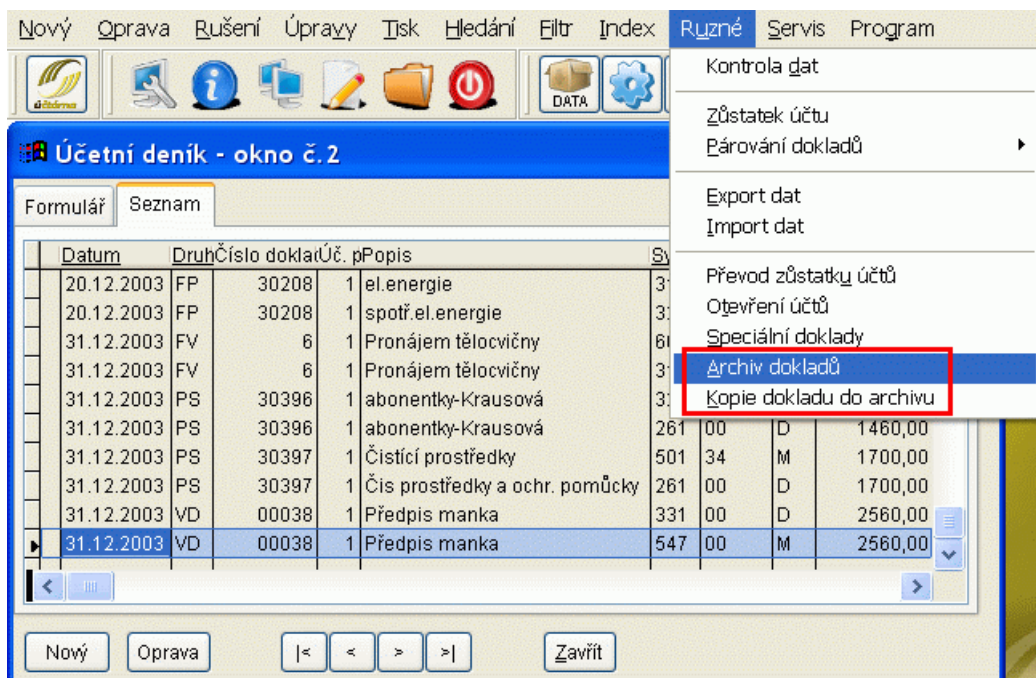 Nový Oprava Rušení Úpravy Tisk Hledání Filtr Index Ruzné Servis Program
účtárna DATA
Kontrola dat
Zůstatek účtu
Párování dokladů
Export dat
Import dat
Převod zůstatku účtů
Otevření účtů
Speciální doklady
Archiv dokladů
Kopie dokladu do archivu
Účetní deník - okno č.2
Formulář Seznam
Datum Druh Číslo dokla Úč. p Popis
20.12.2003 FP 30208 1 el.energie
20.12.2003 FP 30208 1 spotř.el.energie
31.12.2003 FV 6 1 Pronájem tělocvičny
31.12.2003 FV 6 1 Pronájem tělocvičny
31.12.2003 PS 30396 1 abonentky-Krausová
31.12.2003 PS 30396 1 abonentky-Krausová 261 00 D 1460,00
31.12.2003 PS 30397 1 Čistící prostředky 501 34 M 1700,00
31.12.2003 PS 30397 1 Čis prostředky a ochr. pomůcky 261 00 D 1700,00
31.12.2003 VD 00038 1 Předpis manka 331 00 D 2560,00
31.12.2003 VD 00038 1 Předpis manka 547 00 M 2560,00
Nový Oprava |< < > >| Zavřít